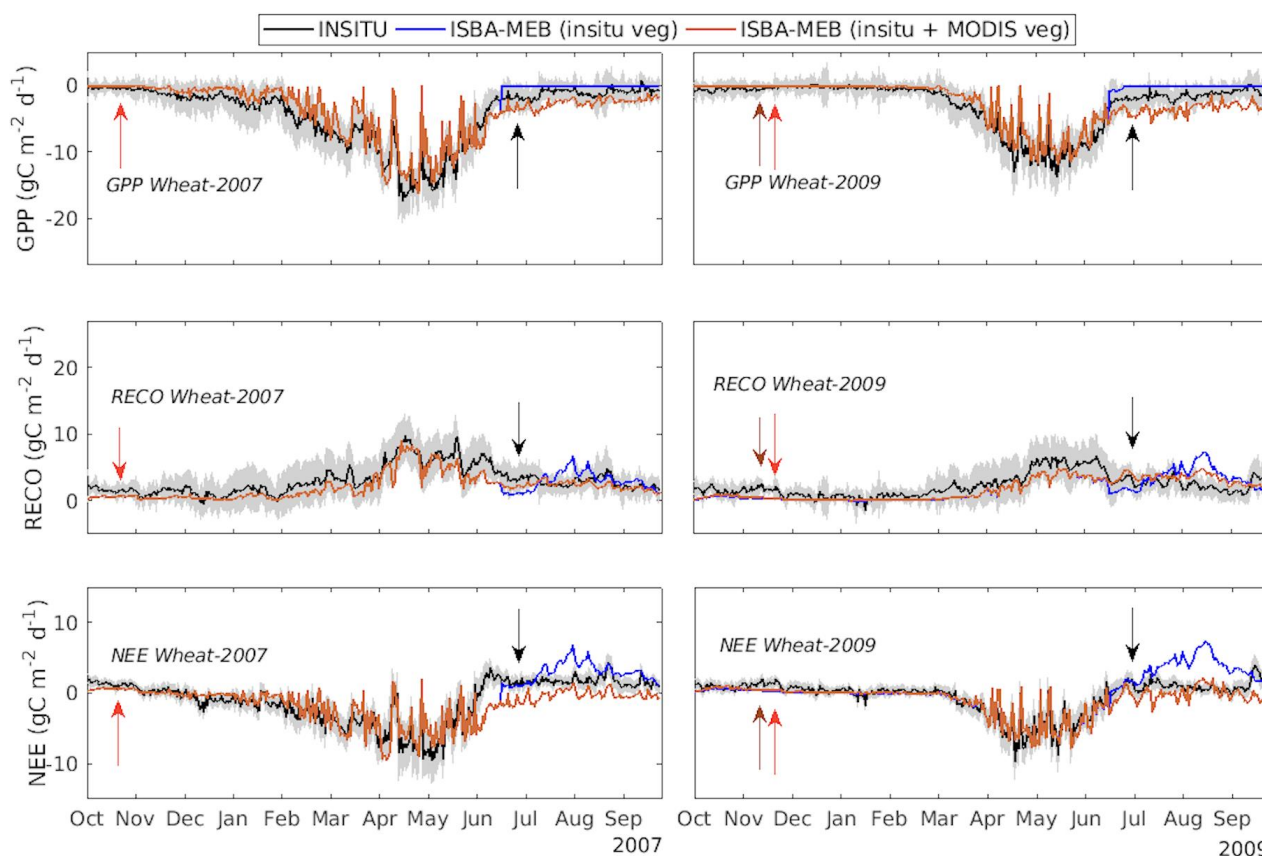 INSITU ISBA-MEB (insitu veg) ISBA-MEB (insitu + MODIS veg)
GPP (gC m⁻² d⁻¹)
0
-10
-20
GPP Wheat-2007
GPP Wheat-2009
RECO (gC m⁻² d⁻¹)
20
10
0
RECO Wheat-2007
RECO Wheat-2009
NEE (gC m⁻² d⁻¹)
10
0
-10
NEE Wheat-2007
NEE Wheat-2009
Oct Nov Dec Jan Feb Mar Apr May Jun Jul Aug Sep
2007
Oct Nov Dec Jan Feb Mar Apr May Jun Jul Aug Sep
2009